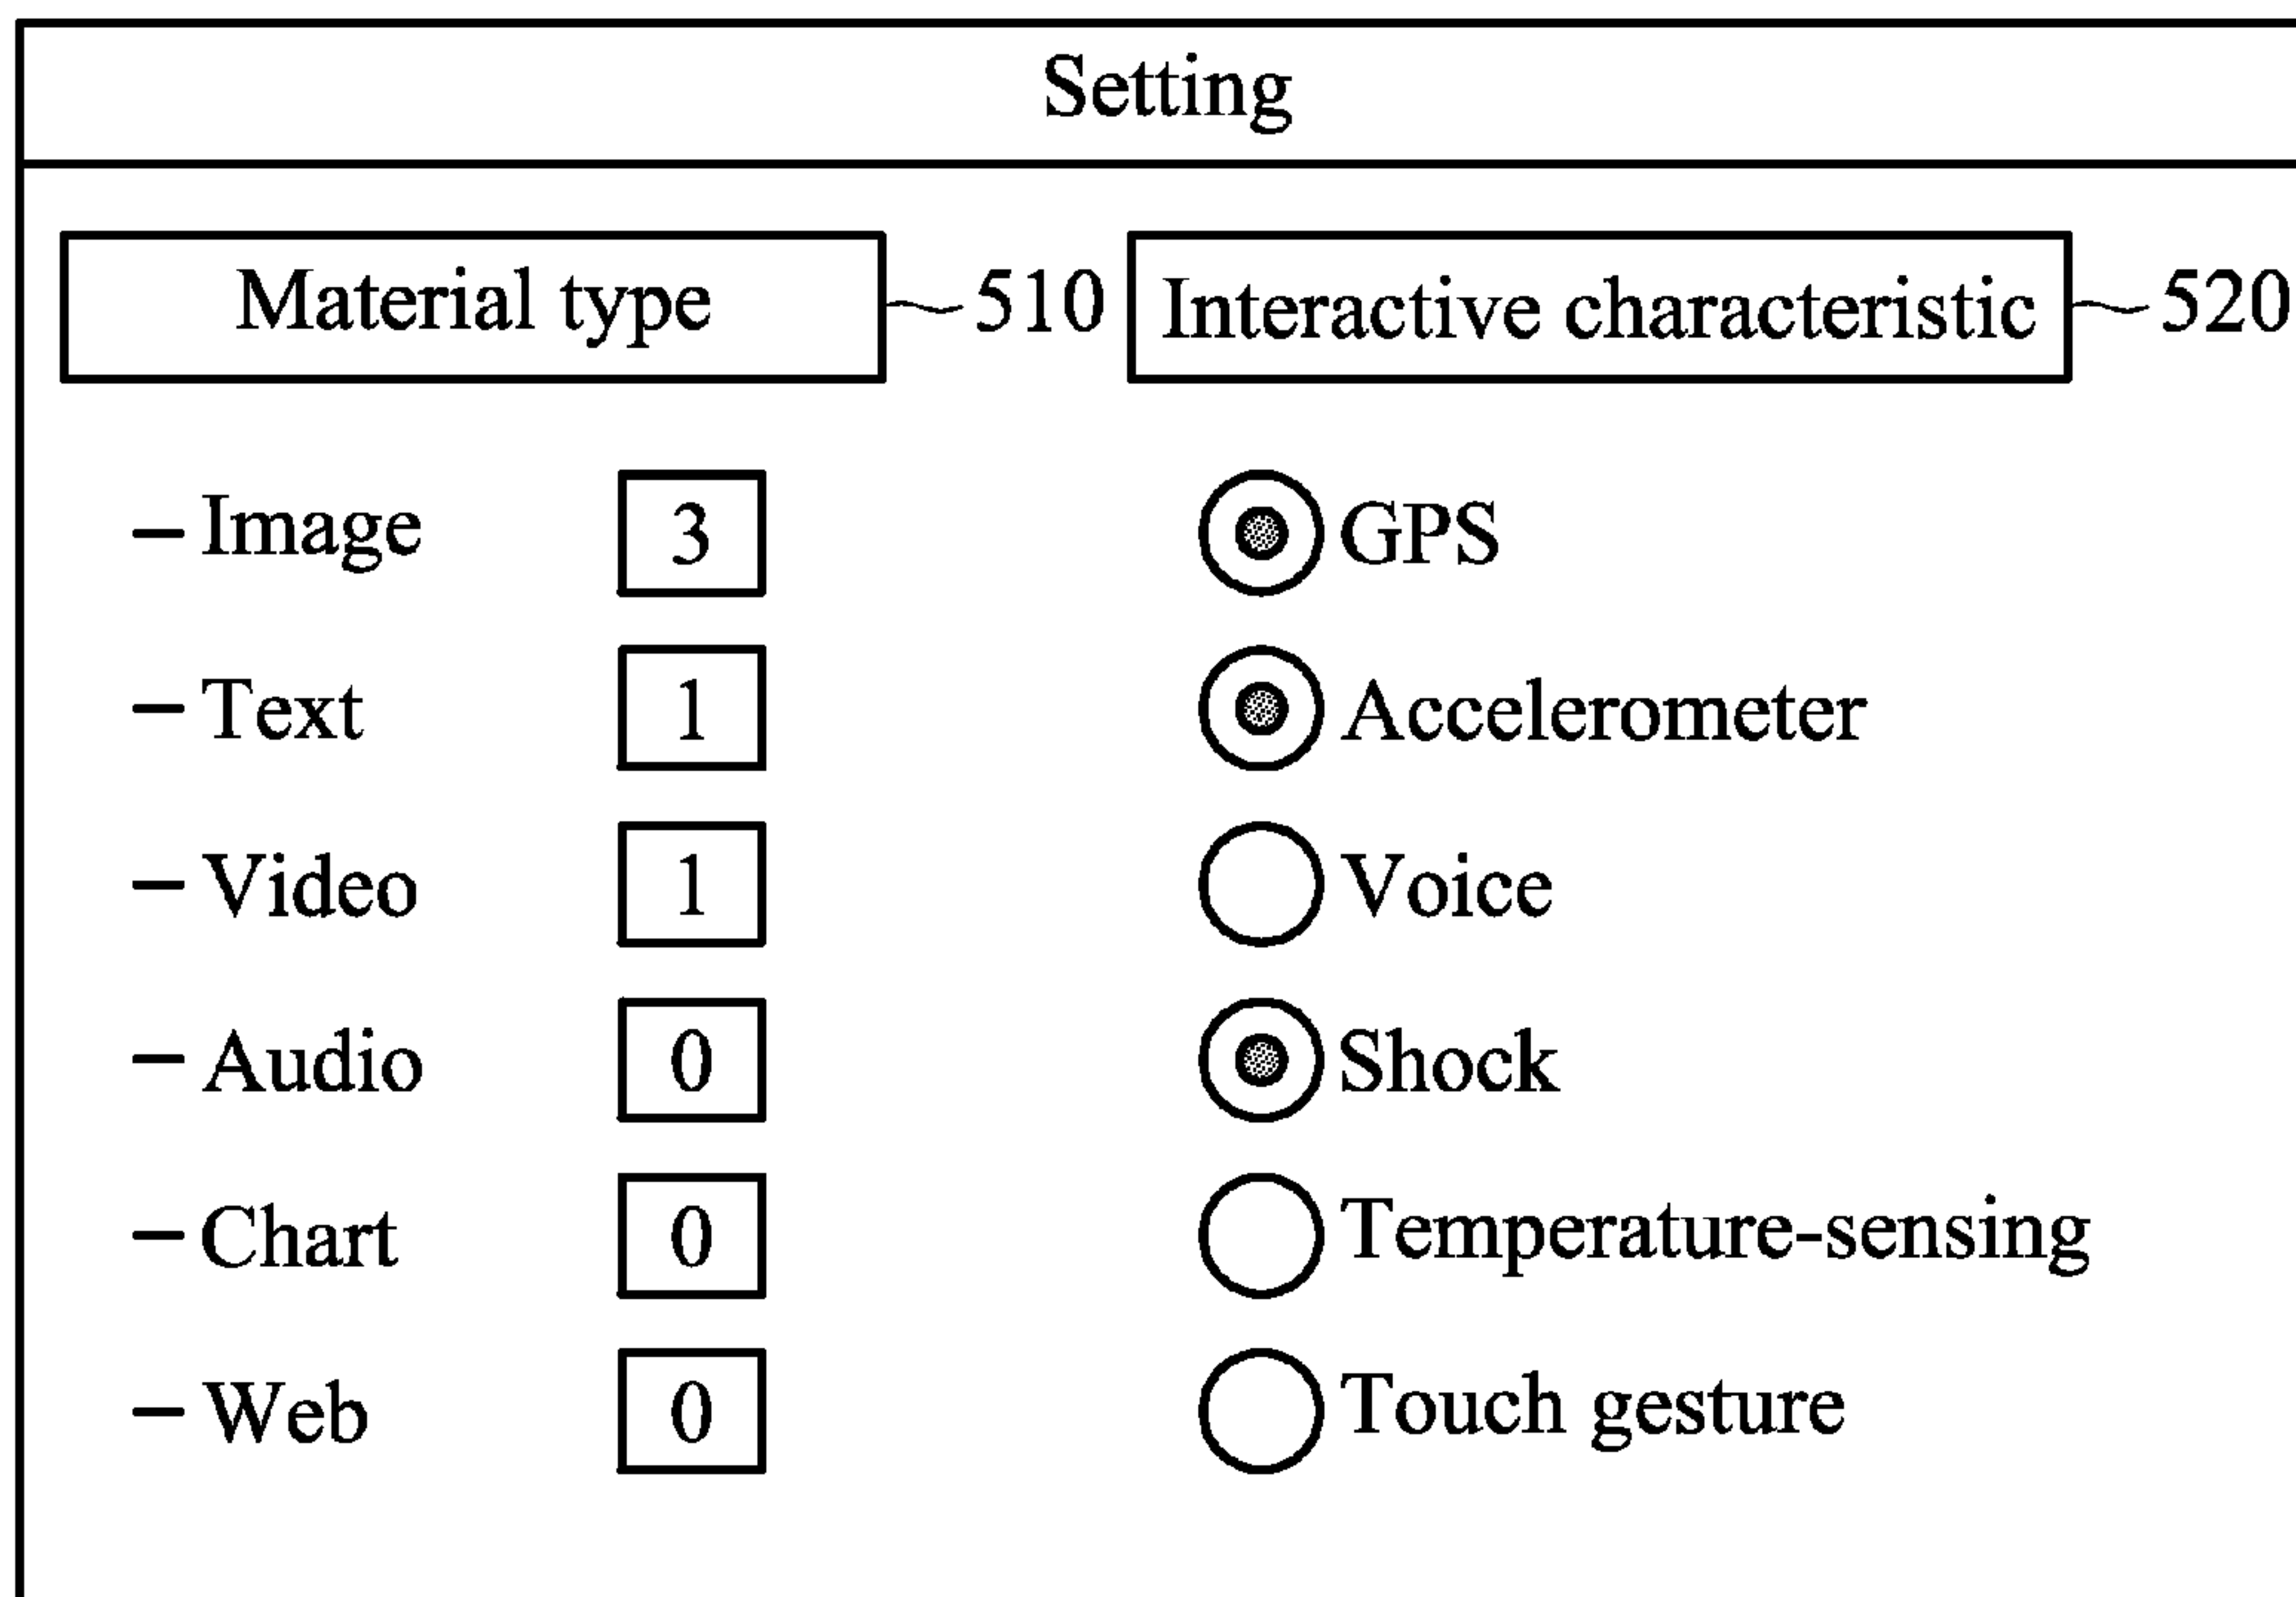 Setting
Material type 510 Interactive characteristic 520
– Image 3 GPS
– Text 1 Accelerometer
– Video 1 Voice
– Audio 0 Shock
– Chart 0 Temperature-sensing
– Web 0 Touch gesture